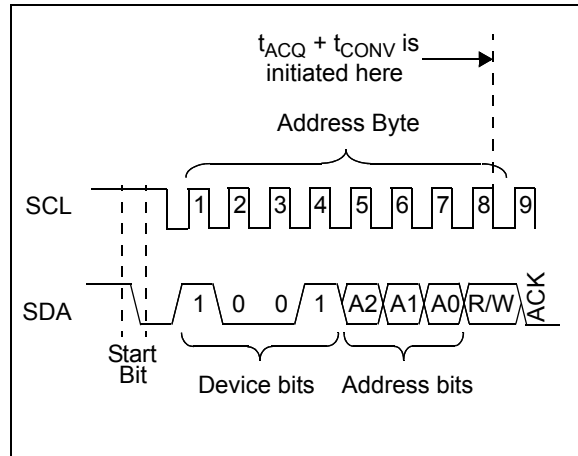 tACQ + tCONV is
initiated here
Address Byte
SCL 1 2 3 4 5 6 7 8 9
SDA 1 0 0 1 A2 A1 A0 R/W ACK
Start
Bit
Device bits Address bits